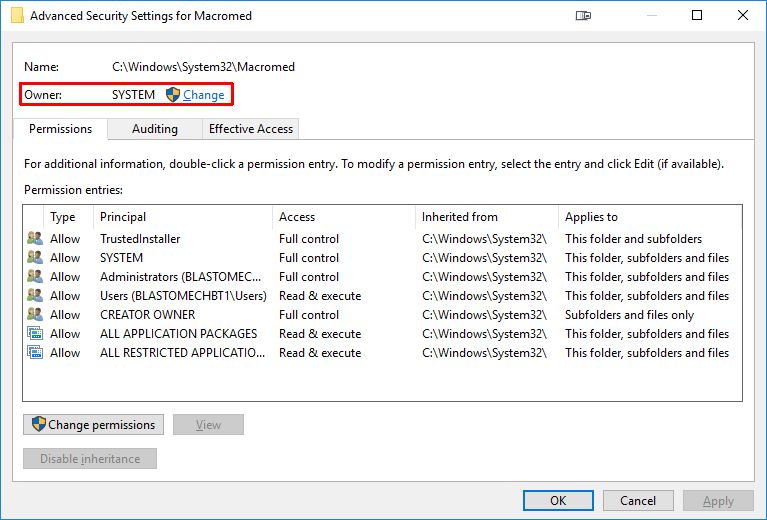 Advanced Security Settings for Macromed
Name: C:\Windows\System32\Macromed
Owner: SYSTEM Change
Permissions Auditing Effective Access
For additional information, double-click a permission entry. To modify a permission entry, select the entry and click Edit (if available).
Permission entries:
Type Principal Access Inherited from Applies to
Allow TrustedInstaller Full control C:\Windows\System32\ This folder and subfolders
Allow SYSTEM Full control C:\Windows\System32\ This folder, subfolders and files
Allow Administrators (BLASTOMEC... Full control C:\Windows\System32\ This folder, subfolders and files
Allow Users (BLASTOMECHBT1\Users) Read & execute C:\Windows\System32\ This folder, subfolders and files
Allow CREATOR OWNER Full control C:\Windows\System32\ Subfolders and files only
Allow ALL APPLICATION PACKAGES Read & execute C:\Windows\System32\ This folder, subfolders and files
Allow ALL RESTRICTED APPLICATIO... Read & execute C:\Windows\System32\ This folder, subfolders and files
Change permissions View
Disable inheritance
OK Cancel Apply